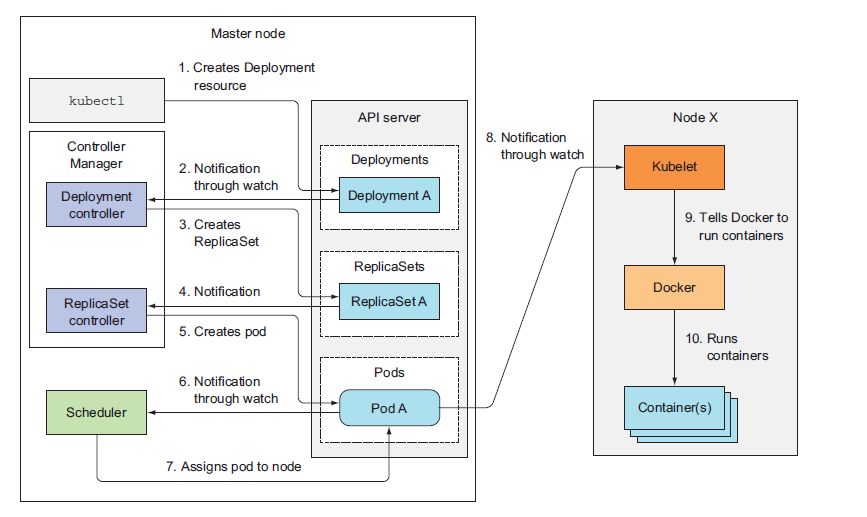 Master node
1. Creates Deployment
resource
kubectl
API server
Controller
Manager
Deployments
2. Notification
through watch
Deployment
controller
Deployment A
3. Creates
ReplicaSet
ReplicaSets
4. Notification
ReplicaSet
controller
ReplicaSet A
5. Creates pod
Pods
6. Notification
through watch
Scheduler
Pod A
7. Assigns pod to node
8. Notification
through watch
Node X
Kubelet
9. Tells Docker to
run containers
Docker
10. Runs
containers
Container(s)